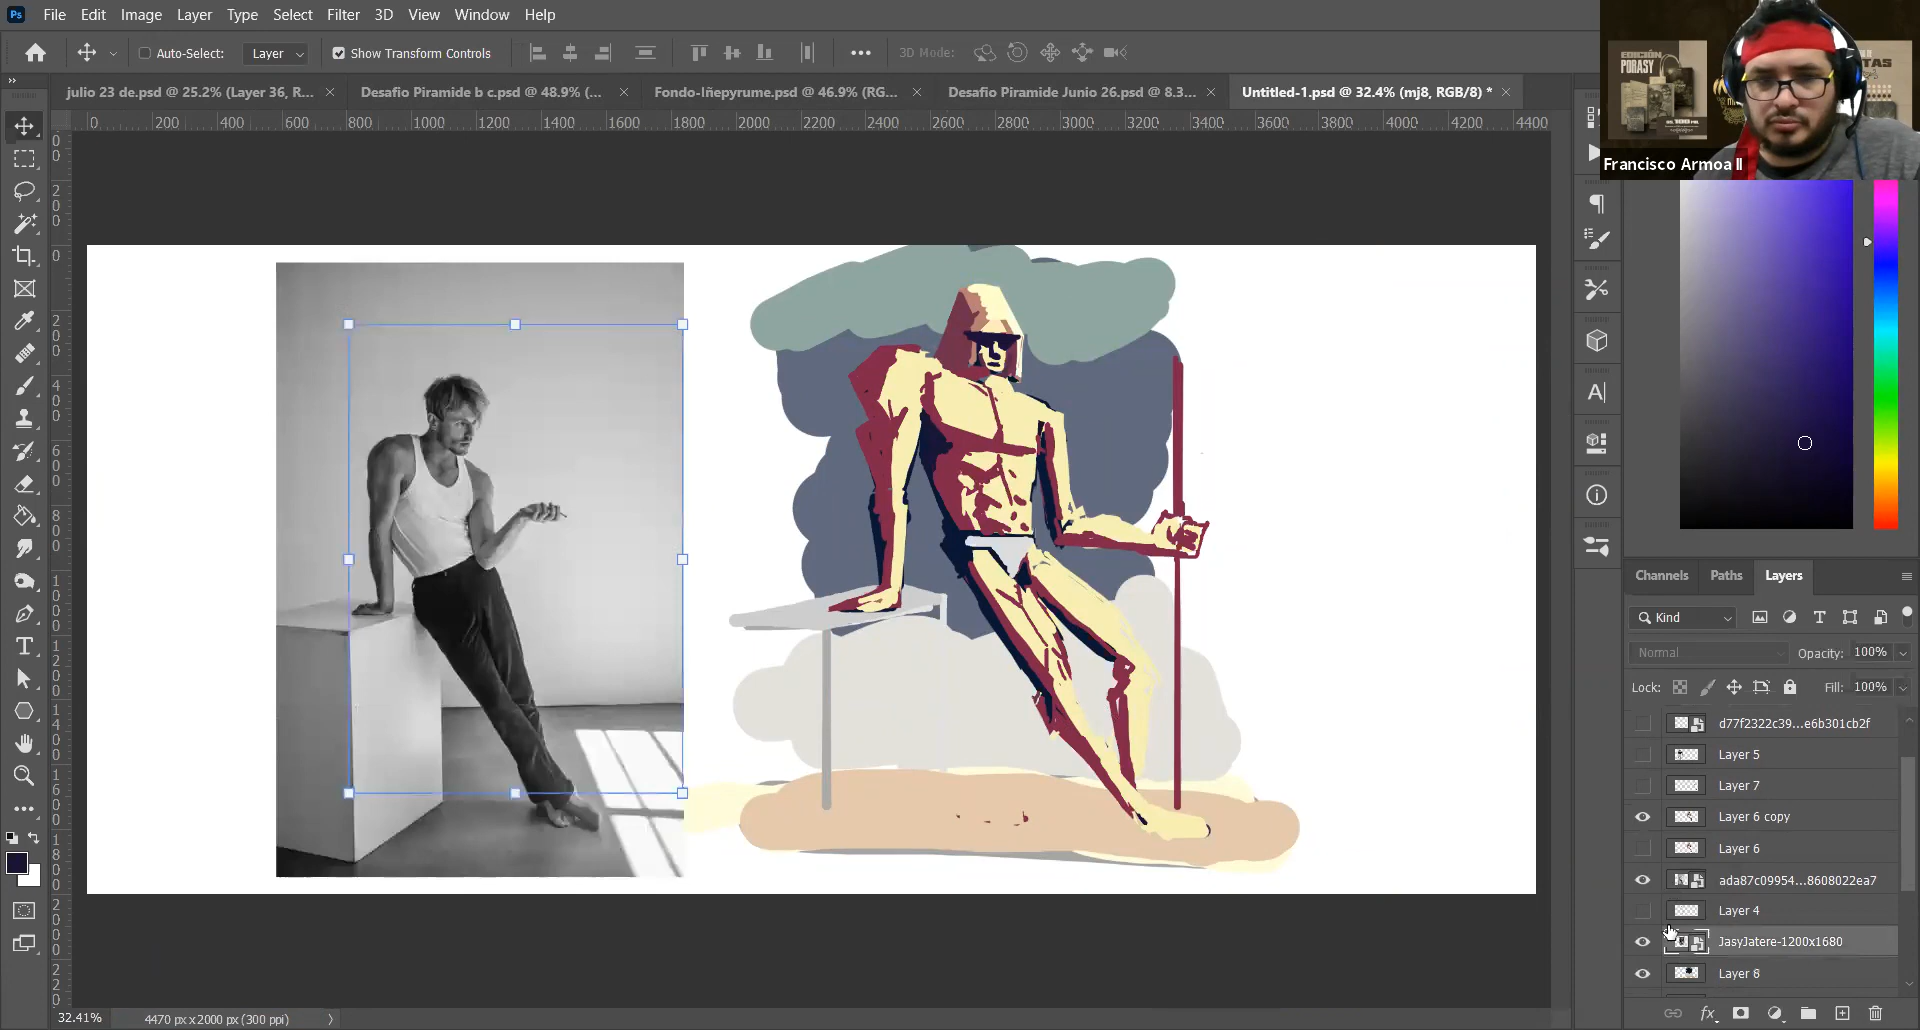 Ps File Edit Image Layer Type Select Filter 3D View Window Help
Auto-Select: Layer Show Transform Controls 3D Mode:
julio 23 de.psd @ 25.2% (Layer 36, R... Desafio Piramide b c.psd @ 48.9% (... Fondo-Iñepyrume.psd @ 46.9% (RG... Desafio Piramide Junio 26.psd @ 8.3... Untitled-1.psd @ 32.4% (mj8, RGB/8) *
0 200 400 600 800 1000 1200 1400 1600 1800 2000 2200 2400 2600 2800 3000 3200 3400 3600 3800 4000 4200 4400
EDICIÓN
PORASY
Francisco Armoa II
Channels Paths Layers
Kind
Normal Opacity: 100%
Lock: Fill: 100%
d77f2322c39...e6b301cb2f
Layer 5
Layer 7
Layer 6 copy
Layer 6
ada87c09954...8608022ea7
Layer 4
JasyJatere-1200x1680
Layer 8
32.41% 4470 px x 2000 px (300 ppi)